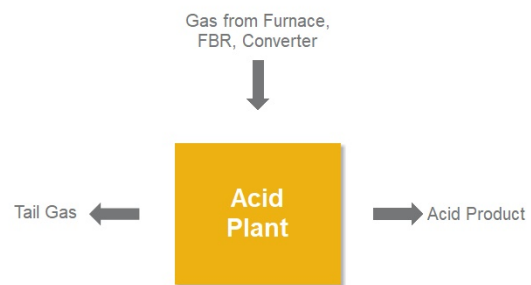 Gas from Furnace,
FBR, Converter
Acid
Plant
Tail Gas
Acid Product